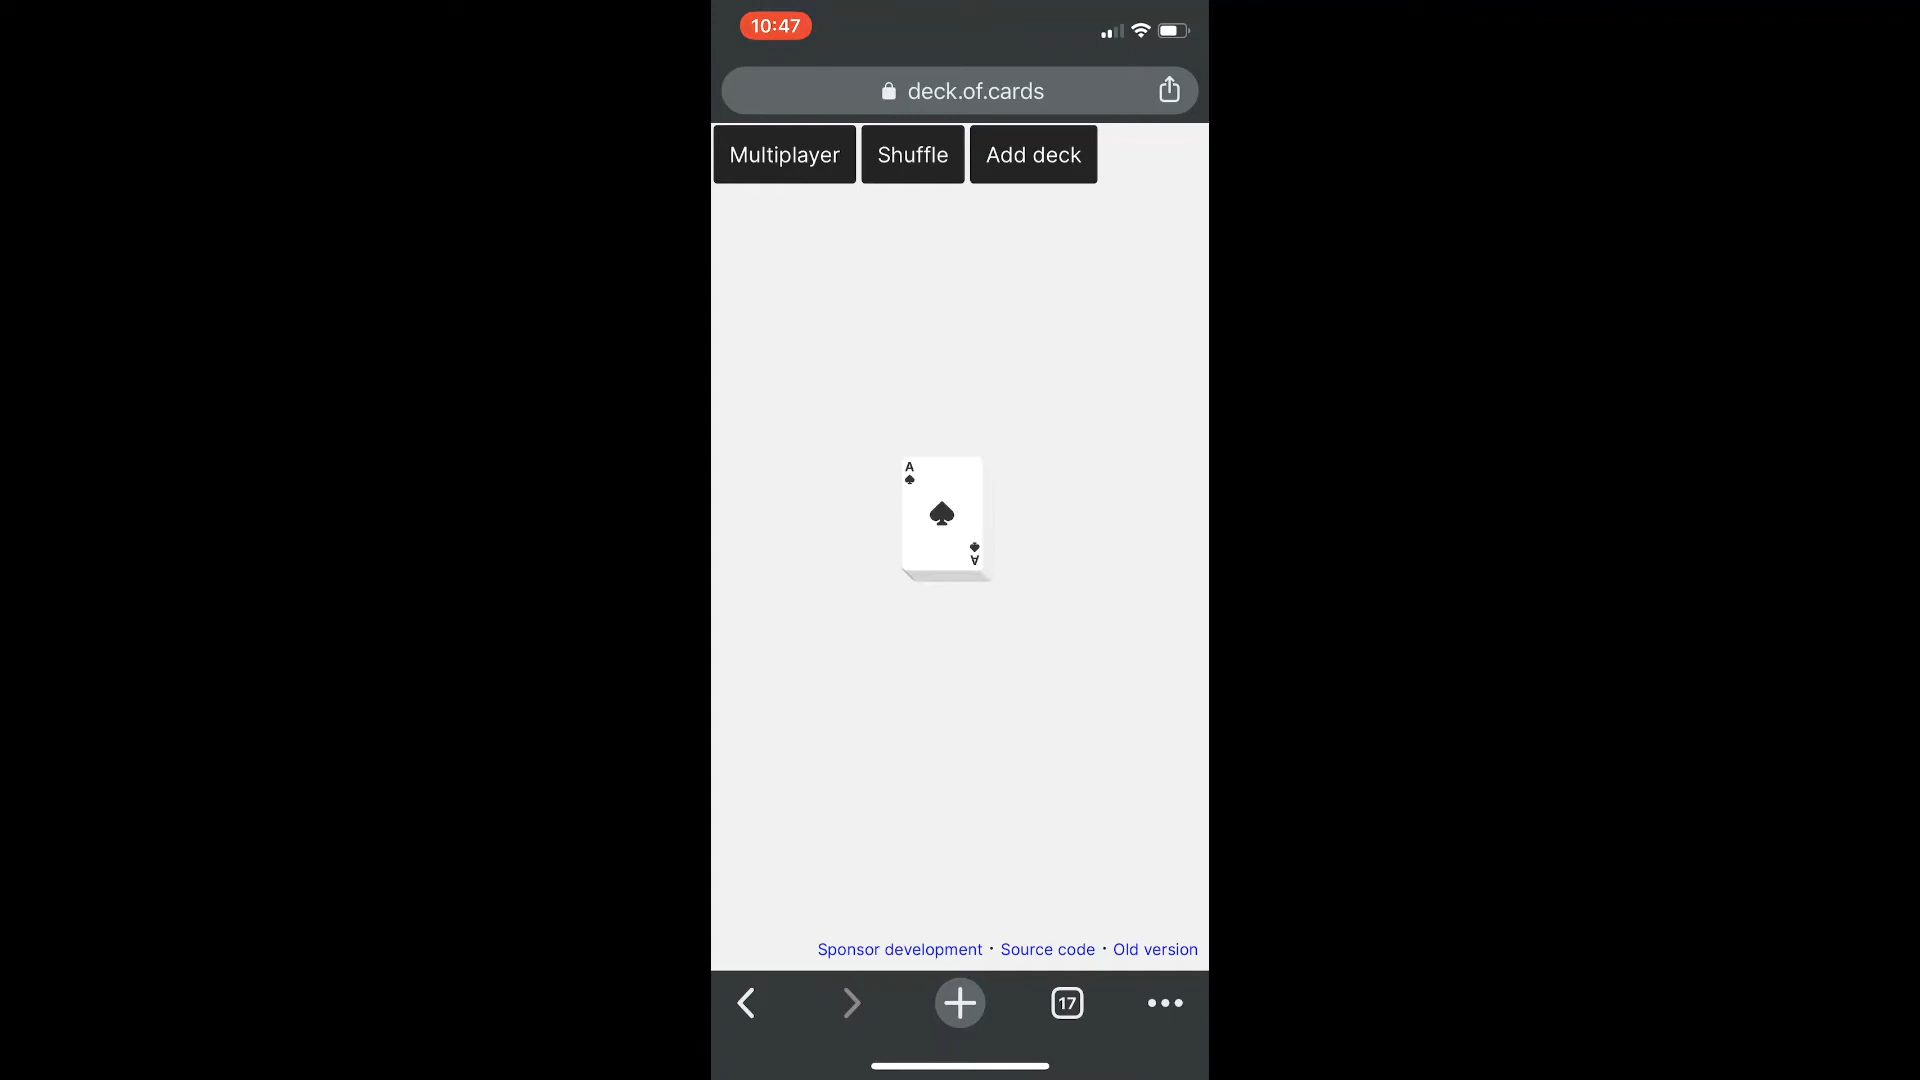 10:47
deck.of.cards
Multiplayer Shuffle Add deck
A
A
Sponsor development · Source code · Old version
17